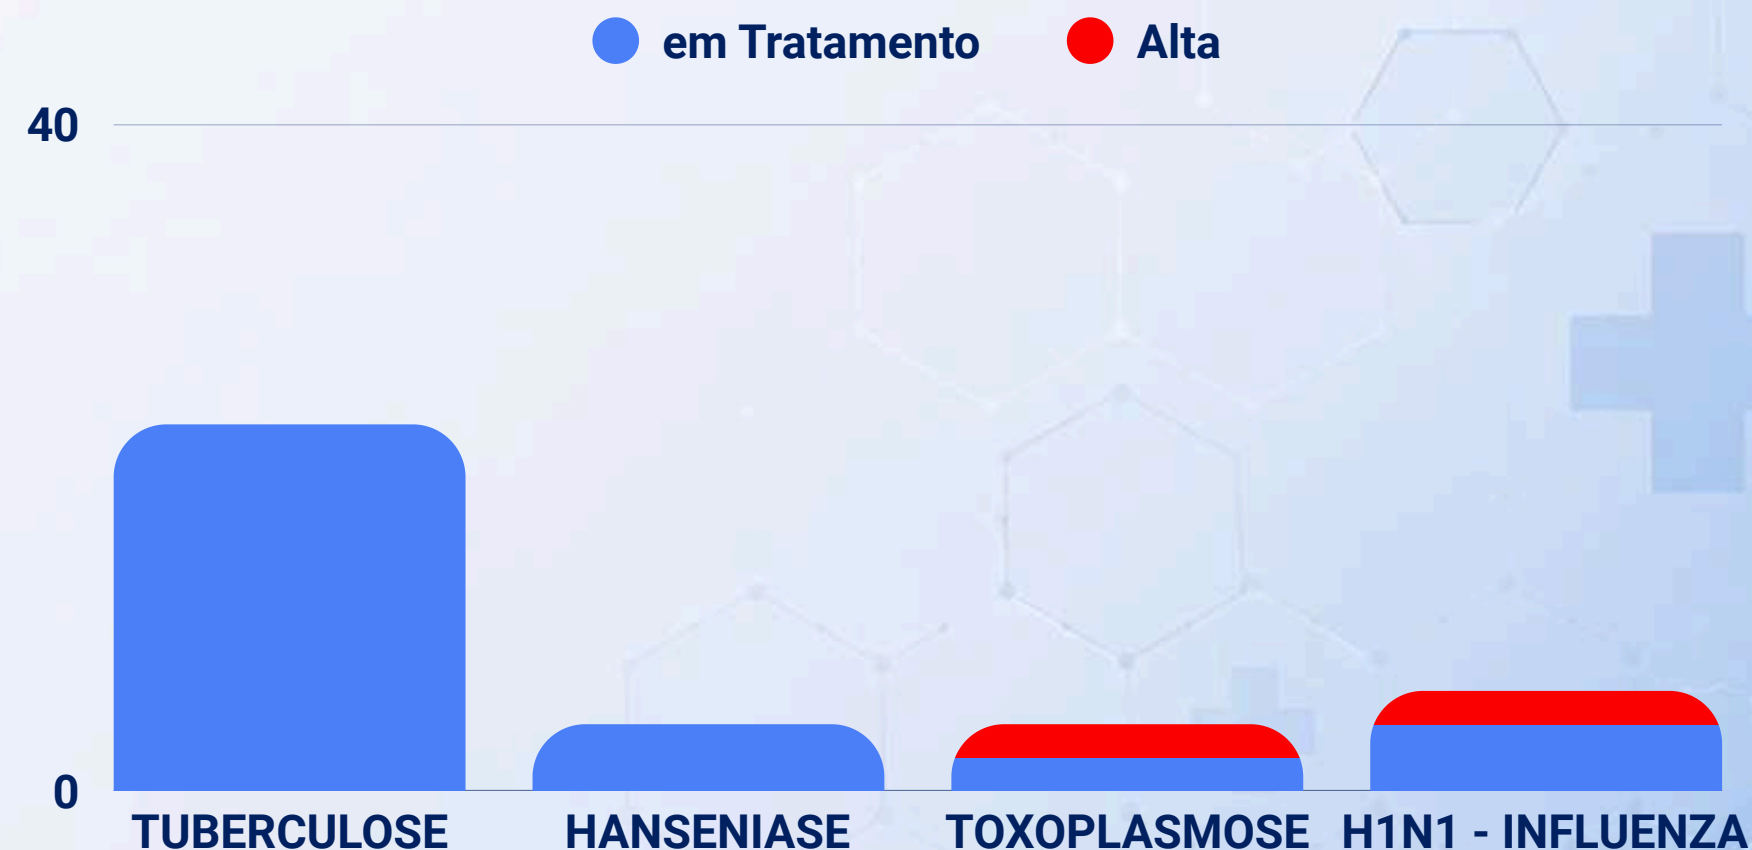 em Tratamento Alta
40
0
TUBERCULOSE HANSENIASE TOXOPLASMOSE H1N1 - INFLUENZA